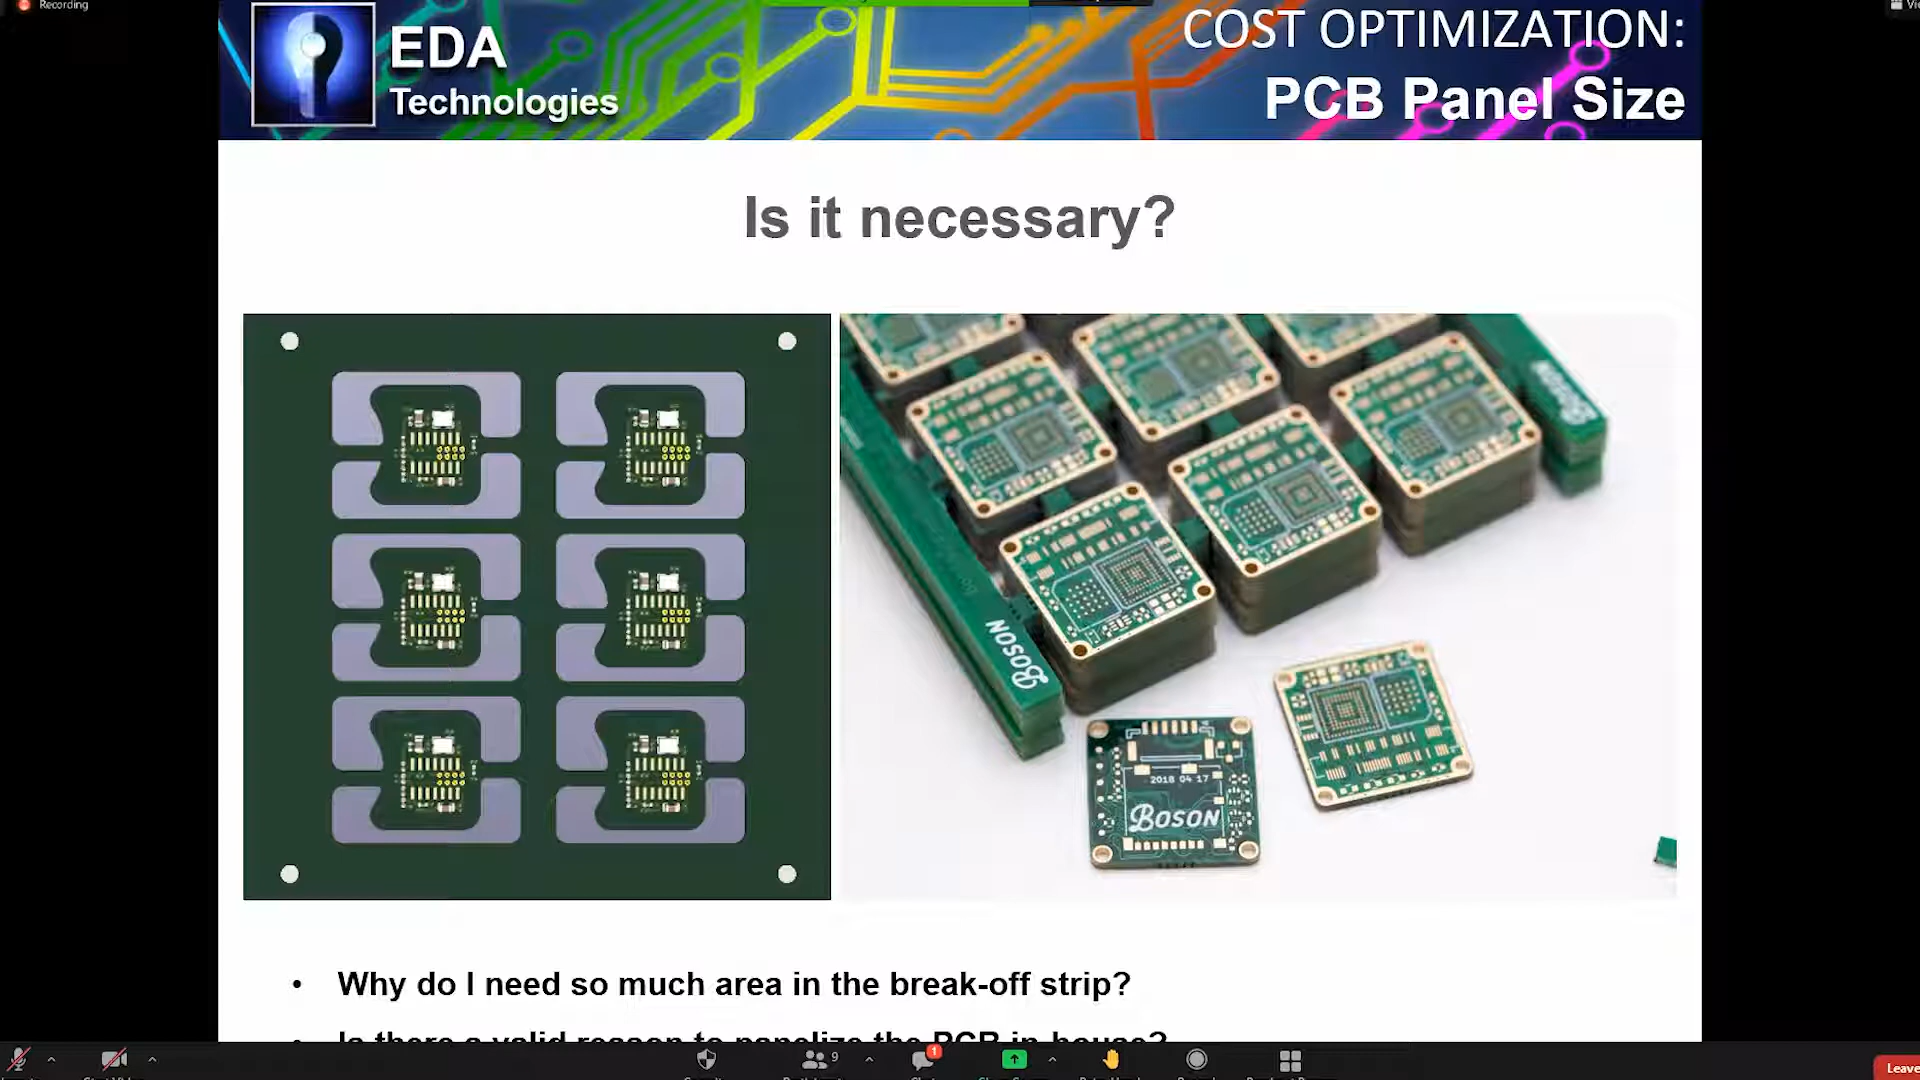 Recording
EDA
Technologies
COST OPTIMIZATION:
PCB Panel Size
Is it necessary?
BOSON
2018 04 17
BOSON
• Why do I need so much area in the break-off strip?
• Is there a valid reason to panelize the PCB in-house?
9
1
Leave